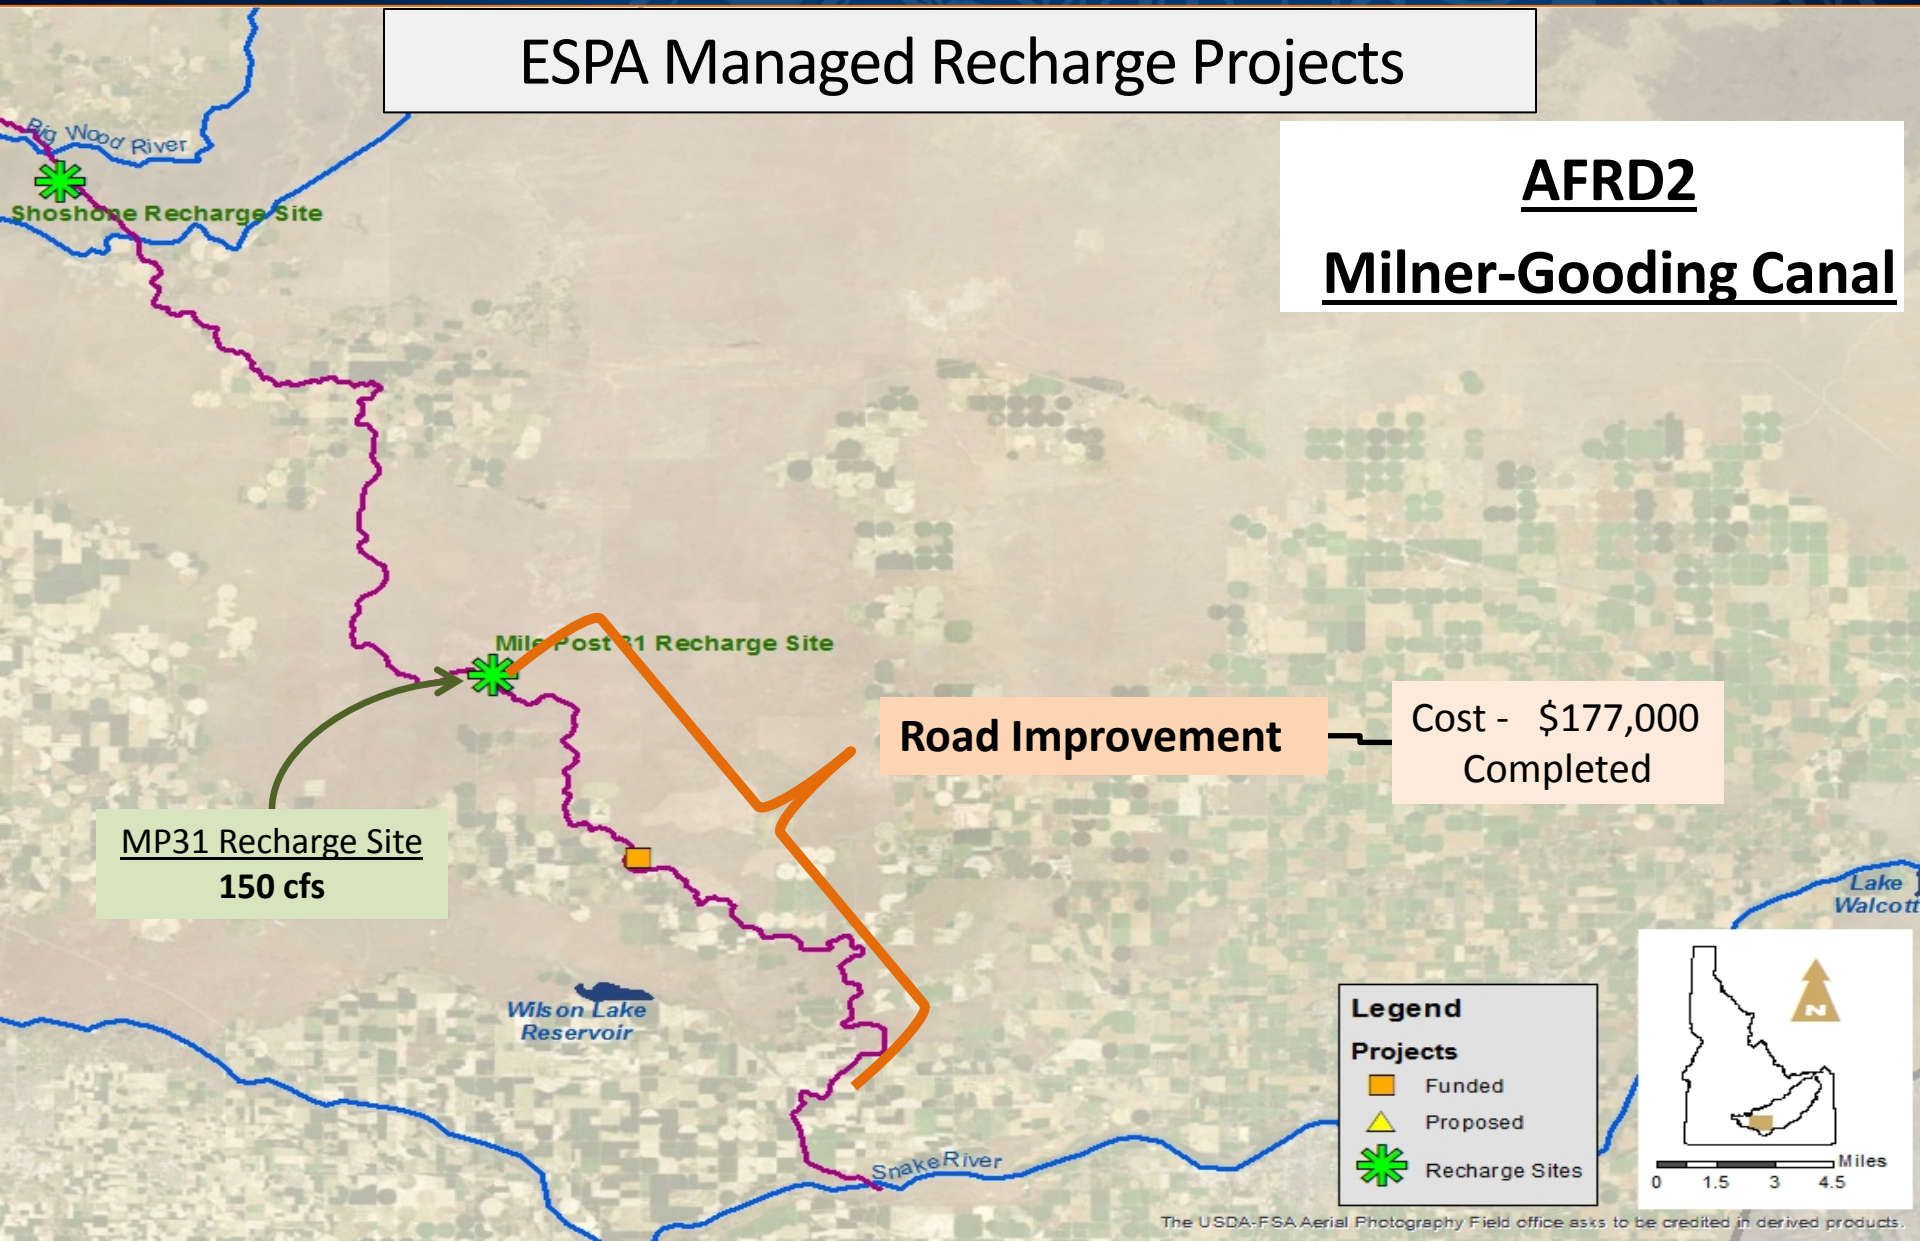 ESPA Managed Recharge Projects
AFRD2
Milner-Gooding Canal
Big Wood River
Shoshone Recharge Site
Mile Post 31 Recharge Site
Road Improvement
Cost - $177,000
Completed
MP31 Recharge Site
150 cfs
Lake
Walcott
Wilson Lake
Reservoir
Snake River
Legend
Projects
Funded
Proposed
Recharge Sites
N
Miles
0 1.5 3 4.5
The USDA-FSA Aerial Photography Field office asks to be credited in derived products.